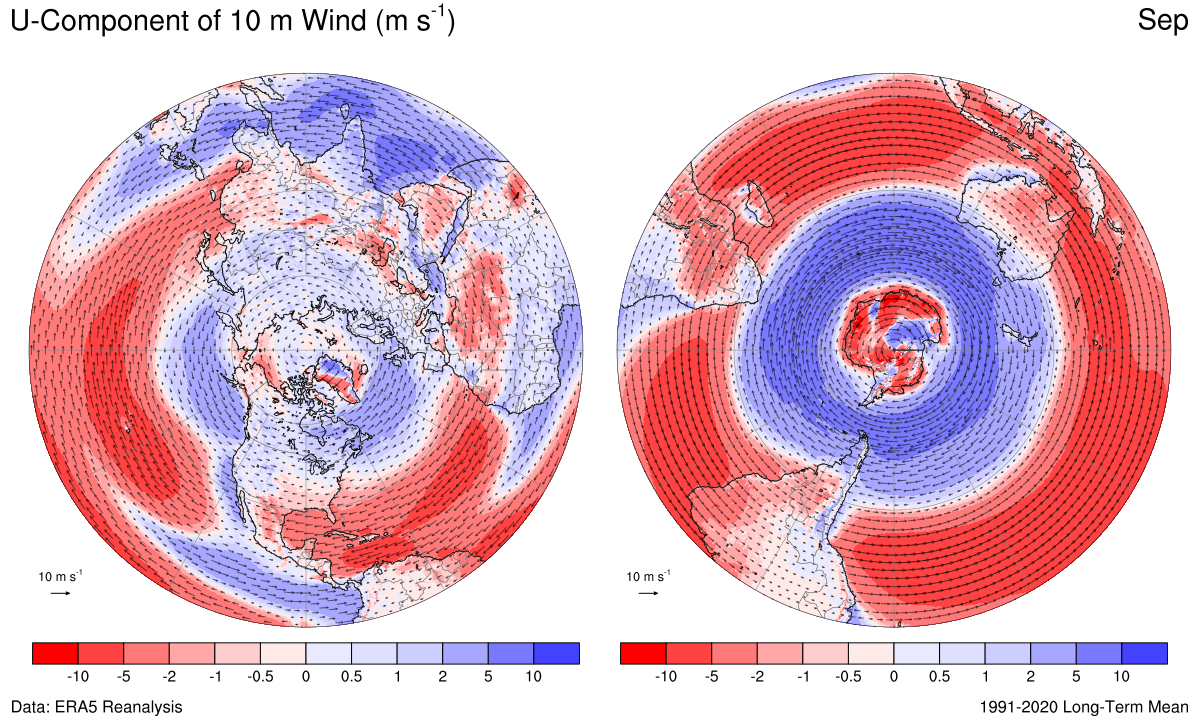 U-Component of 10 m Wind (m s⁻¹) Sep
10 m s⁻¹ 10 m s⁻¹
-10 -5 -2 -1 -0.5 0 0.5 1 2 5 10 -10 -5 -2 -1 -0.5 0 0.5 1 2 5 10
Data: ERA5 Reanalysis 1991-2020 Long-Term Mean